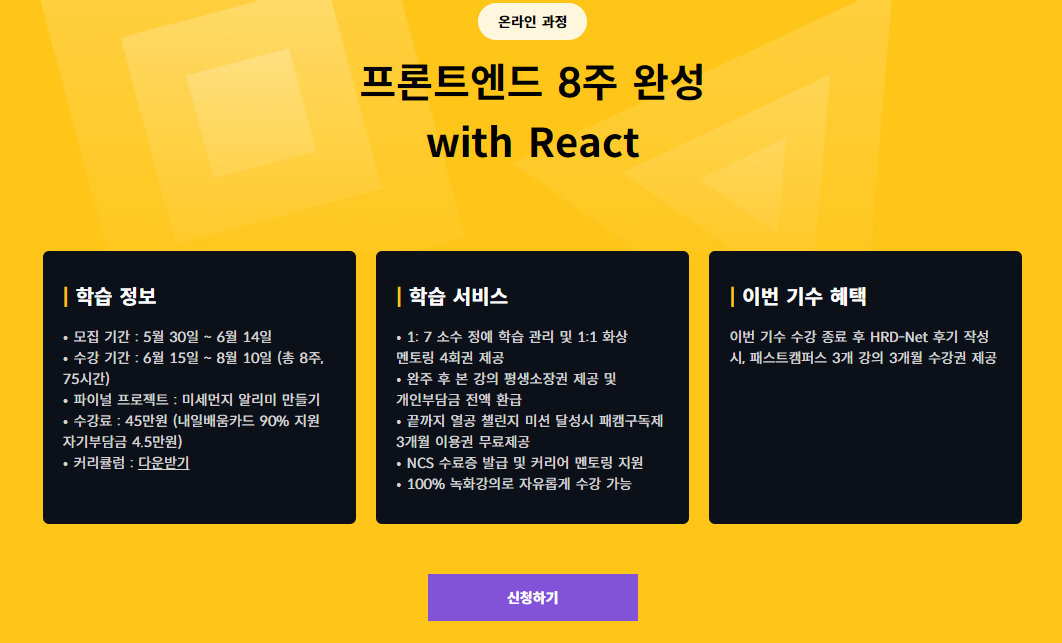 온라인 과정
프론트엔드 8주 완성
with React
학습 정보
• 모집 기간 : 5월 30일 ~ 6월 14일
• 수강 기간 : 6월 15일 ~ 8월 10일 (총 8주,
75시간)
• 파이널 프로젝트 : 미세먼지 알리미 만들기
• 수강료 : 45만원 (내일배움카드 90% 지원
자기부담금 4.5만원)
• 커리큘럼 : 다운받기
학습 서비스
• 1: 7 소수 정예 학습 관리 및 1:1 화상
멘토링 4회권 제공
• 완주 후 본 강의 평생소장권 제공 및
개인부담금 전액 환급
• 끝까지 열공 챌린지 미션 달성시 패캠구독제
3개월 이용권 무료제공
• NCS 수료증 발급 및 커리어 멘토링 지원
• 100% 녹화강의로 자유롭게 수강 가능
이번 기수 혜택
이번 기수 수강 종료 후 HRD-Net 후기 작성
시, 패스트캠퍼스 3개 강의 3개월 수강권 제공
신청하기